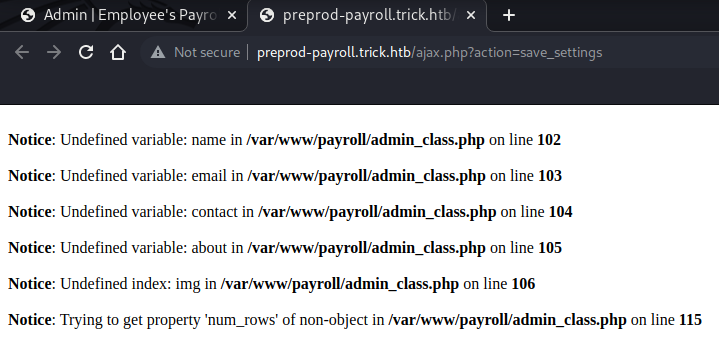 Admin | Employee's Payro
preprod-payroll.trick.htb/
Not secure | preprod-payroll.trick.htb/ajax.php?action=save_settings
Notice: Undefined variable: name in /var/www/payroll/admin_class.php on line 102
Notice: Undefined variable: email in /var/www/payroll/admin_class.php on line 103
Notice: Undefined variable: contact in /var/www/payroll/admin_class.php on line 104
Notice: Undefined variable: about in /var/www/payroll/admin_class.php on line 105
Notice: Undefined index: img in /var/www/payroll/admin_class.php on line 106
Notice: Trying to get property 'num_rows' of non-object in /var/www/payroll/admin_class.php on line 115